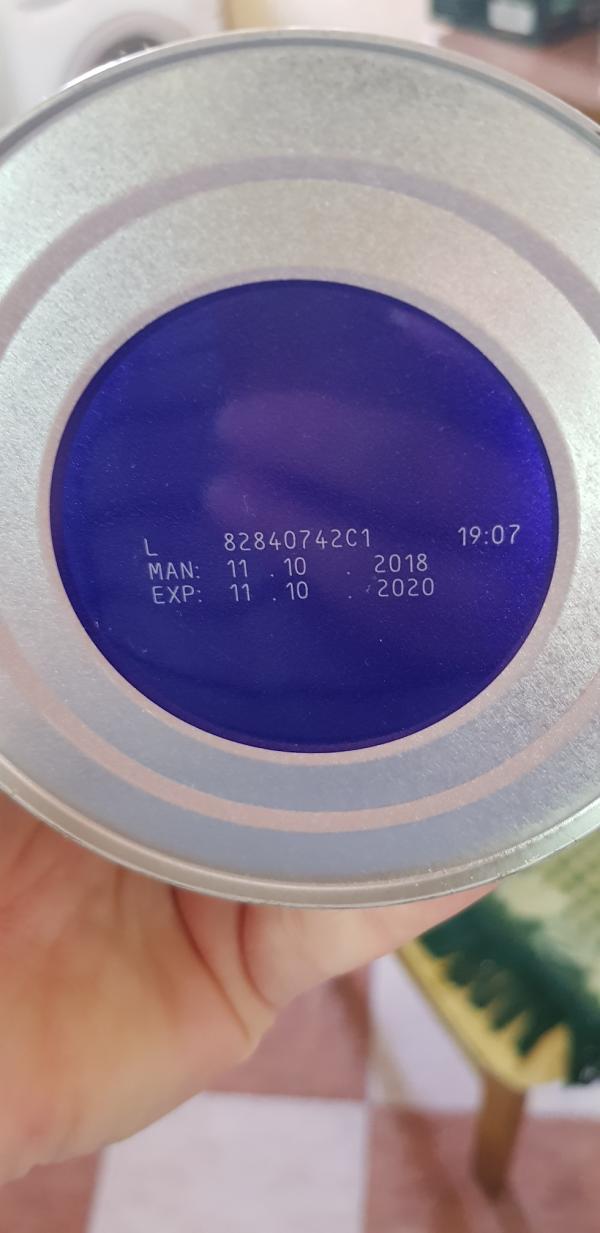 L 82840742C1 19:07
MAN: 11 . 10 . 2018
EXP: 11 . 10 . 2020